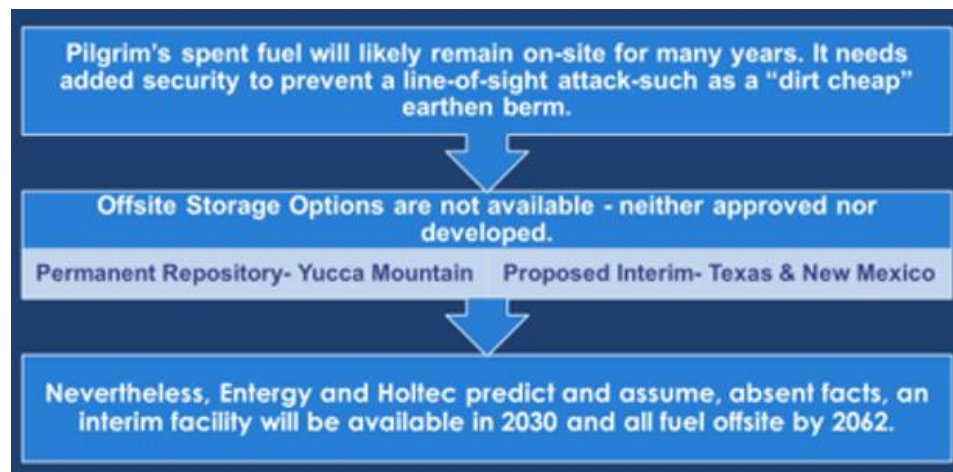 Pilgrim's spent fuel will likely remain on-site for many years. It needs
added security to prevent a line-of-sight attack-such as a “dirt cheap”
earthen berm.
Offsite Storage Options are not available - neither approved nor
developed.
Permanent Repository- Yucca Mountain
Proposed Interim- Texas & New Mexico
Nevertheless, Entergy and Holtec predict and assume, absent facts, an
interim facility will be available in 2030 and all fuel offsite by 2062.